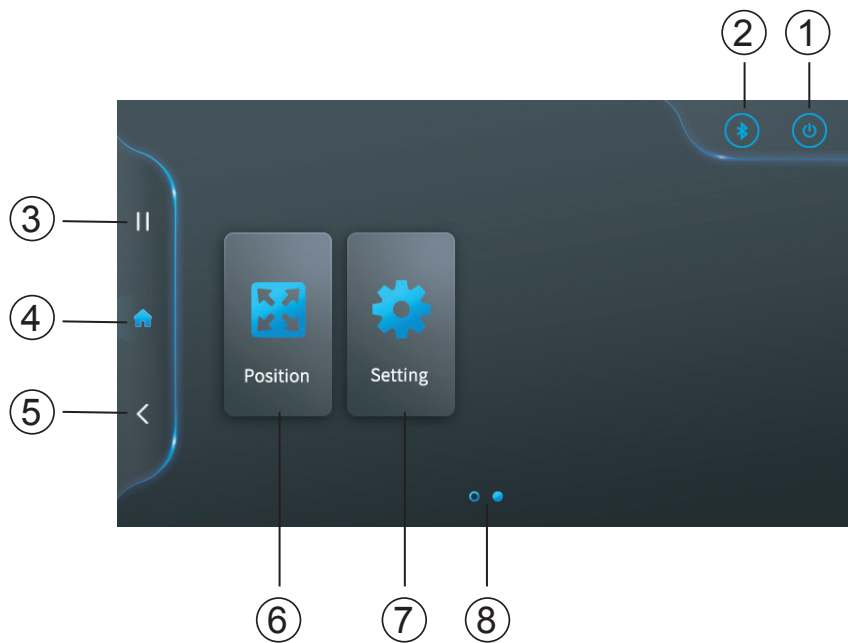 ② ①
③
④
⑤
Position Setting
⑥ ⑦ ⑧